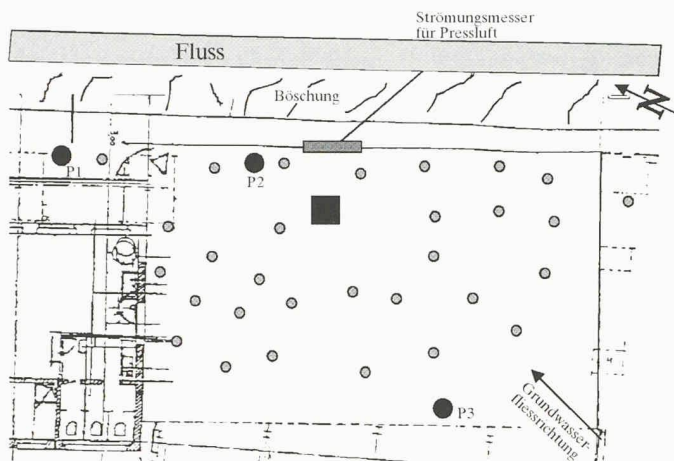 Strömungsmesser
für Pressluft
Fluss
Böschung
N
P1
P2
P3
Grundwasser-
fliessrichtung